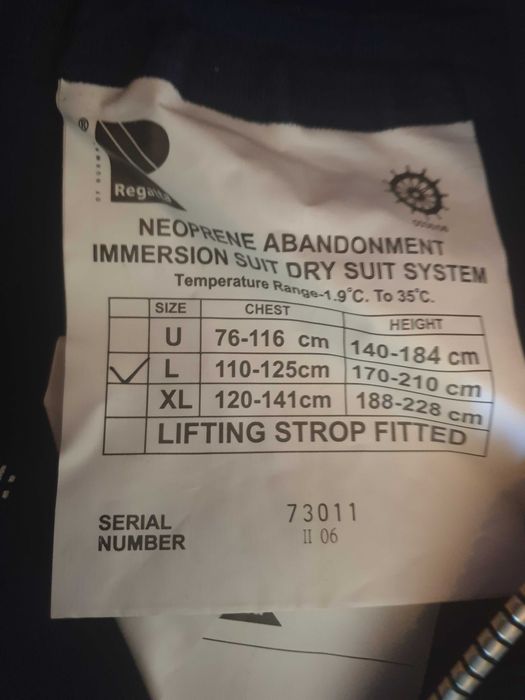 ®
OF NORWAY
Regatta
NEOPRENE ABANDONMENT
IMMERSION SUIT DRY SUIT SYSTEM
Temperature Range-1.9°C. To 35°C.
SIZE CHEST HEIGHT
U 76-116 cm 140-184 cm
L 110-125cm 170-210 cm
XL 120-141cm 188-228 cm
LIFTING STROP FITTED
SERIAL
NUMBER
73011
II 06